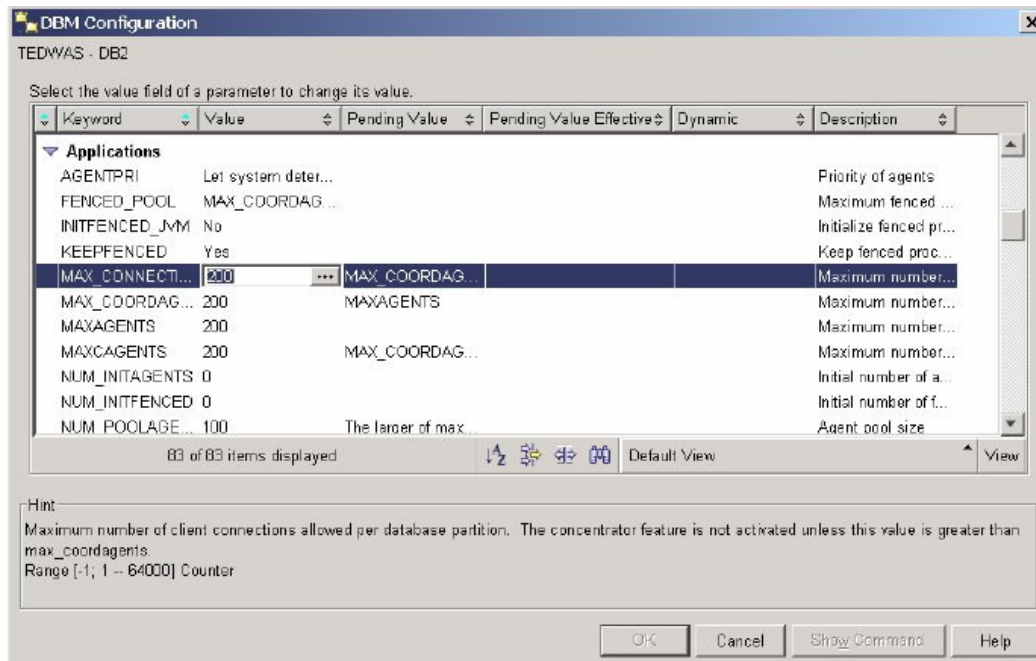 DBM Configuration
TEDWAS - DB2
Select the value field of a parameter to change its value.
Keyword Value Pending Value Pending Value Effective Dynamic Description
Applications
AGENTPRI Let system deter... Priority of agents
FENCED_POOL MAX_COORDAG... Maximum fenced ...
INITFENCED_JVM No Initialize fenced pr...
KEEPFENCED Yes Keep fenced proc...
MAX_CONNECTI... 200 ... MAX_COORDAG... Maximum number...
MAX_COORDAG... 200 MAXAGENTS Maximum number...
MAXAGENTS 200 Maximum number...
MAXCAGENTS 200 MAX_COORDAG... Maximum number...
NUM_INITAGENTS 0 Initial number of a...
NUM_INITFENCED 0 Initial number of f...
NUM_POOLAGE... 100 The larger of max... Agent pool size
83 of 83 items displayed Default View View
Hint
Maximum number of client connections allowed per database partition. The concentrator feature is not activated unless this value is greater than
max_coordagents.
Range [-1; 1 -- 64000] Counter
OK Cancel Show Command Help